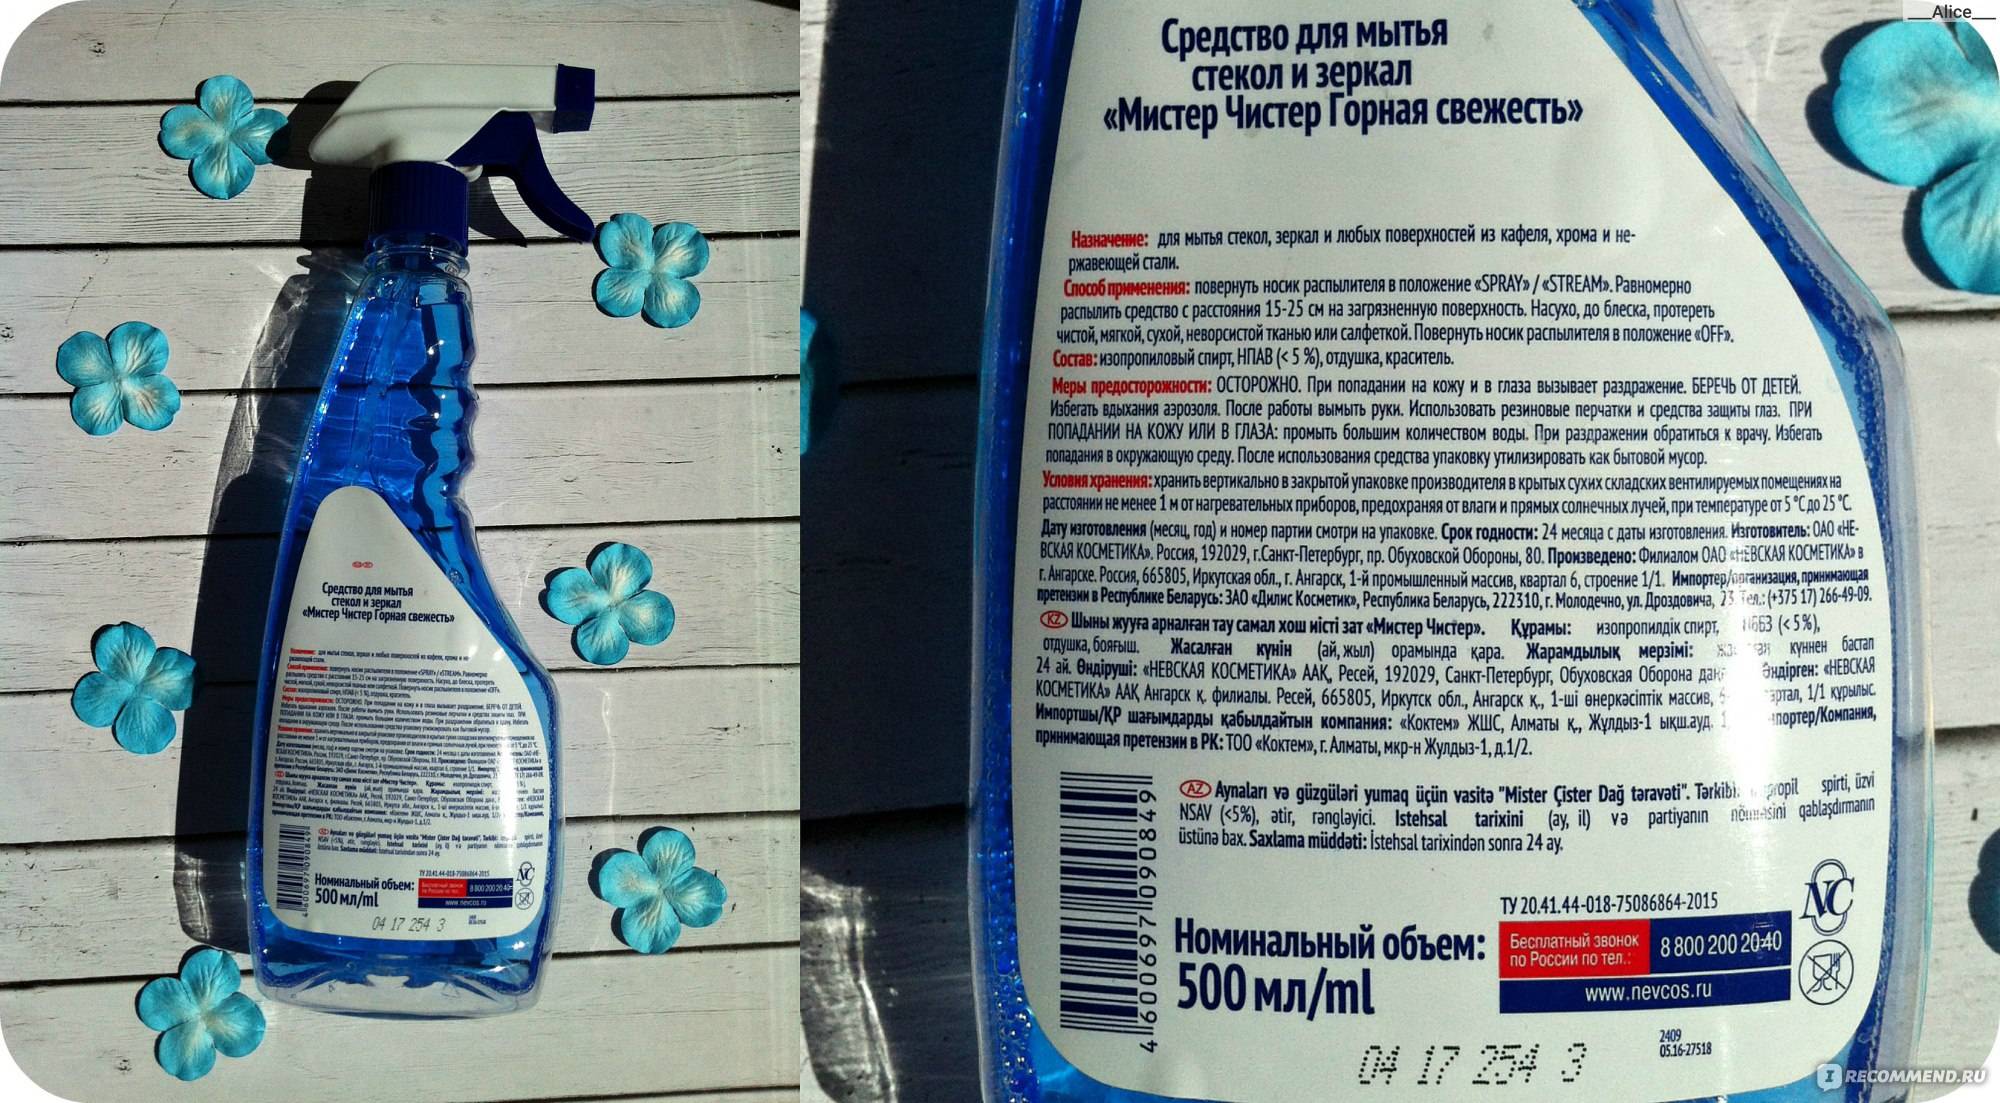 ___Alice___
Средство для мытья
стекол и зеркал
«Мистер Чистер Горная свежесть»
Назначение: для мытья стекол, зеркал и любых поверхностей из кафеля, хрома и не-
ржавеющей стали.
Способ применения: повернуть носик распылителя в положение «SPRAY» / «STREAM». Равномерно
распылить средство с расстояния 15-25 см на загрязненную поверхность. Насухо, до блеска, протереть
чистой, мягкой, сухой, неворсистой тканью или салфеткой. Повернуть носик распылителя в положение «OFF».
Состав: изопропиловый спирт, НПАВ (< 5 %), отдушка, краситель.
Меры предосторожности: ОСТОРОЖНО. При попадании на кожу и в глаза вызывает раздражение. БЕРЕЧЬ ОТ ДЕТЕЙ.
Избегать вдыхания аэрозоля. После работы вымыть руки. Использовать резиновые перчатки и средства защиты глаз. ПРИ
ПОПАДАНИИ НА КОЖУ ИЛИ В ГЛАЗА: промыть большим количеством воды. При раздражении обратиться к врачу. Избегать
попадания в окружающую среду. После использования средства упаковку утилизировать как бытовой мусор.
Условия хранения: хранить вертикально в закрытой упаковке производителя в крытых сухих складских вентилируемых помещениях на
расстоянии не менее 1 м от нагревательных приборов, предохраняя от влаги и прямых солнечных лучей, при температуре от 5 °С до 25 °С.
Дату изготовления (месяц, год) и номер партии смотри на упаковке. Срок годности: 24 месяца с даты изготовления. Изготовитель: ОАО «НЕ-
ВСКАЯ КОСМЕТИКА». Россия, 192029, г.Санкт-Петербург, пр. Обуховской Обороны, 80. Произведено: Филиалом ОАО «НЕВСКАЯ КОСМЕТИКА» в
г. Ангарске. Россия, 665805, Иркутская обл., г. Ангарск, 1-й промышленный массив, квартал 6, строение 1/1. Импортер/организация, принимающая
претензии в Республике Беларусь: ЗАО «Дилис Косметик», Республика Беларусь, 222310, г. Молодечно, ул. Дроздовича, 23. Тел.: (+375 17) 266-49-09.
KZ Шыны жууға арналған тау самал хош иісті зат «Мистер Чистер». Құрамы: изопропилдік спирт, (< 5%),
отдушка, бояғыш. Жасалған күнін (ай, жыл) орамында қара. Жарамдылық мерзімі: күннен бастап
24 ай. Өндіруші: «НЕВСКАЯ КОСМЕТИКА» ААҚ, Ресей, 192029, Санкт-Петербург, Обуховская Оборона Өндірген: «НЕВСКАЯ
КОСМЕТИКА» ААҚ Ангарск қ. филиалы. Ресей, 665805, Иркутск обл., Ангарск қ., 1-ші өнеркәсіптік массив, 1/1 құрылыс.
Импортшы/ҚР шағымдарды қабылдайтын компания: «Коктем» ЖШС, Алматы қ., Жұлдыз-1 ықш.ауд. Импортер/Компания,
принимающая претензии в РК: ТОО «Коктем», г. Алматы, мкр-н Жулдыз-1, д.1/2.
AZ Aynaları və güzgüləri yumaq üçün vasitə "Mister Çister Dağ təravəti". Tərkibi: spirti, üzvi
NSAV (<5%), ətir, rəngləyici. Istehsal tarixini (ay, il) və partiyanın nömrəsini qablaşdırmanın
üstünə bax. Saxlama müddəti: İstehsal tarixindən sonra 24 ay.
4 600697 090849
Номинальный объем:
500 мл/ml
ТУ 20.41.44-018-75086864-2015
Бесплатный звонок
по России по тел.:
8 800 200 20-40
www.nevcos.ru
NC
2409
05.16-27518
04 17 254 3
IRECOMMEND.RU